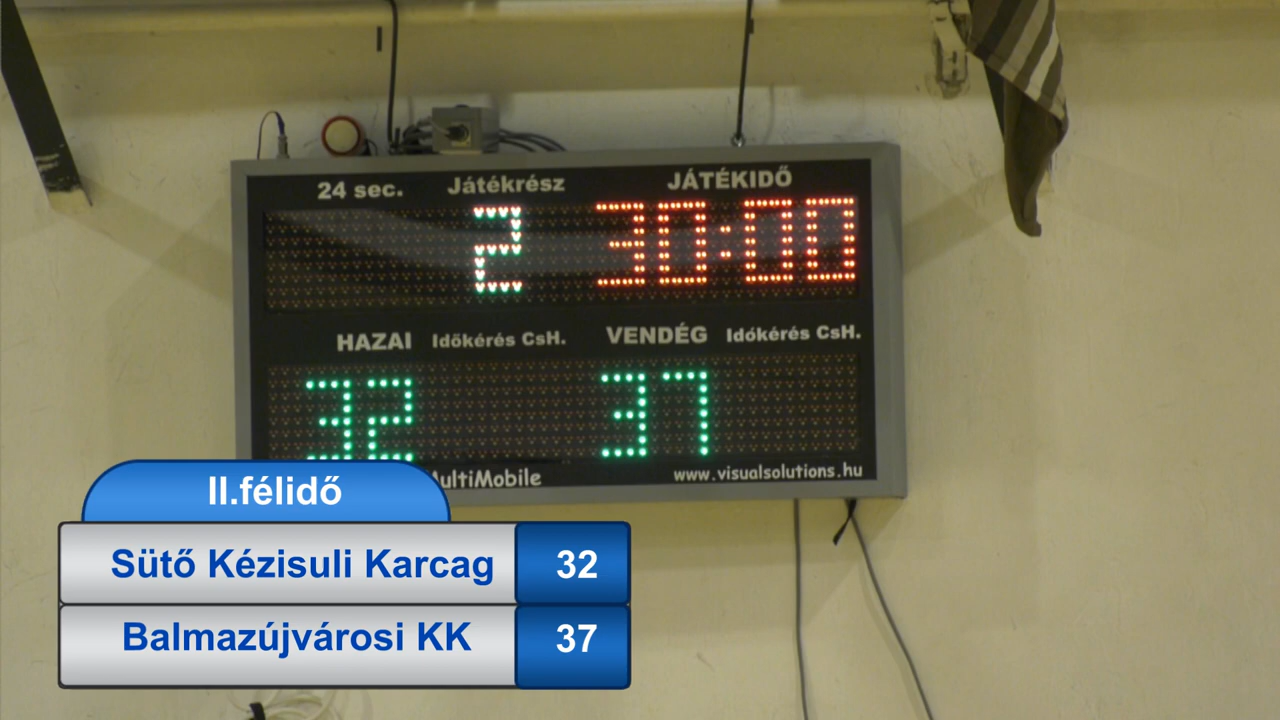 24 sec. Játékrész JÁTÉKIDŐ
2 30:00
HAZAI Időkérés CsH. VENDÉG Idókérés CsH.
32 37
MultiMobile www.visualsolutions.hu
II.félidő
Sütő Kézisuli Karcag 32
Balmazújvárosi KK 37